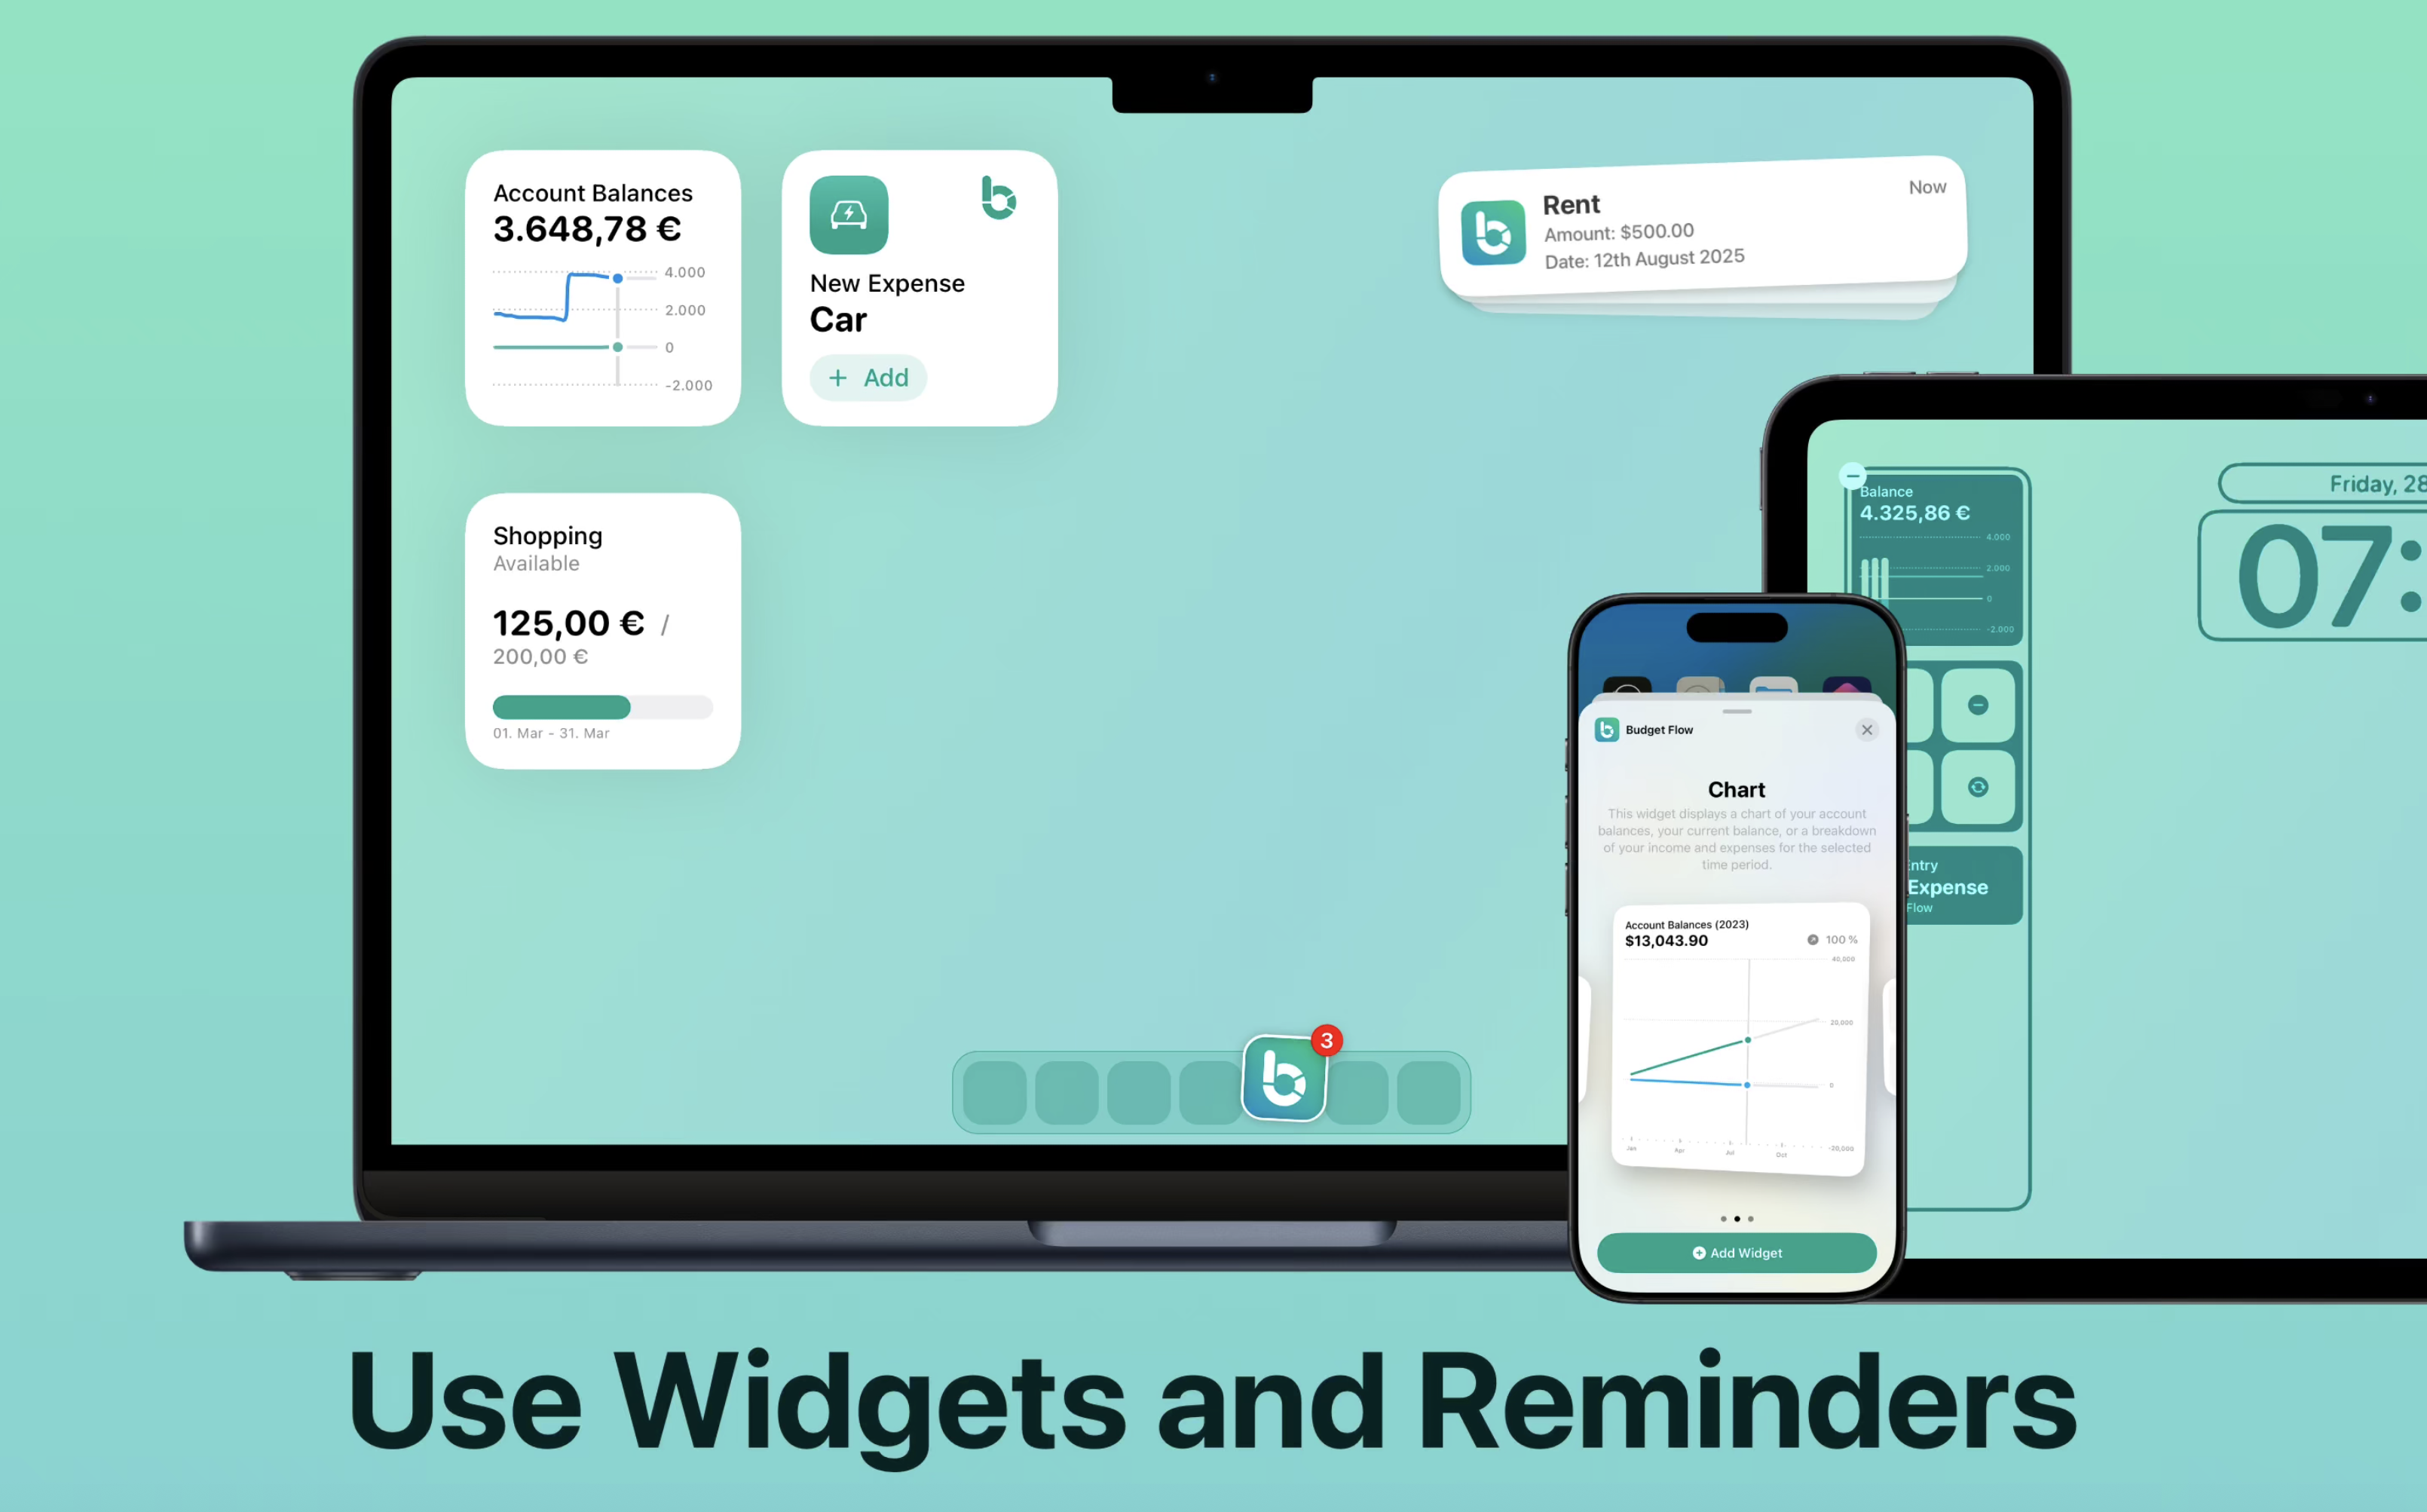 Account Balances
3.648,78 €
4.000
2.000
0
-2.000
New Expense
Car
+ Add
Rent
Now
Amount: $500.00
Date: 12th August 2025
Shopping
Available
125,00 € /
200,00 €
01. Mar - 31. Mar
3
Balance
4.325,86 €
4.000
2.000
0
-2.000
Friday, 28
07:
Entry
Expense
Flow
Budget Flow
Chart
This widget displays a chart of your account
balances, your current balance, or a breakdown
of your income and expenses for the selected
time period.
Account Balances (2023)
$13,043.90
100 %
40,000
20,000
0
-20,000
Jan Apr Jul Oct
Add Widget
Use Widgets and Reminders